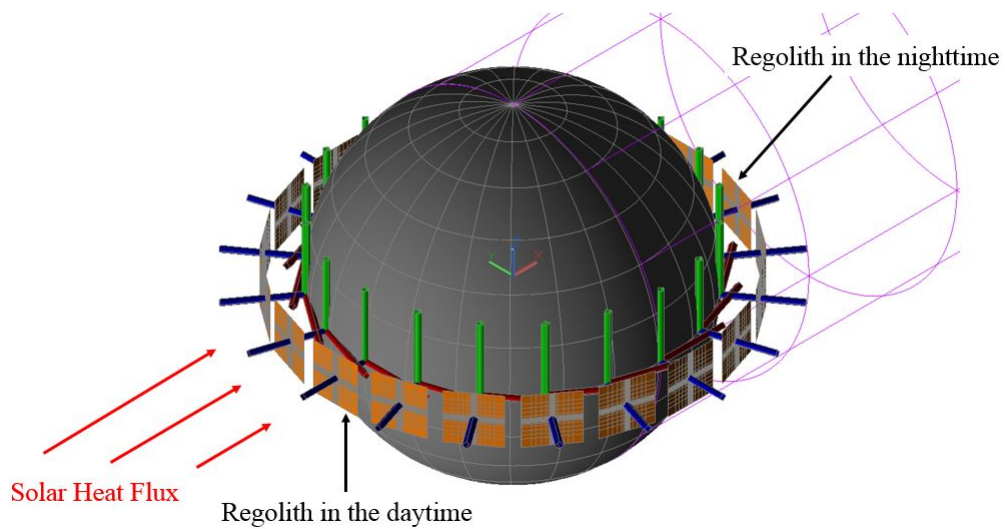 Regolith in the nighttime
Solar Heat Flux
Regolith in the daytime